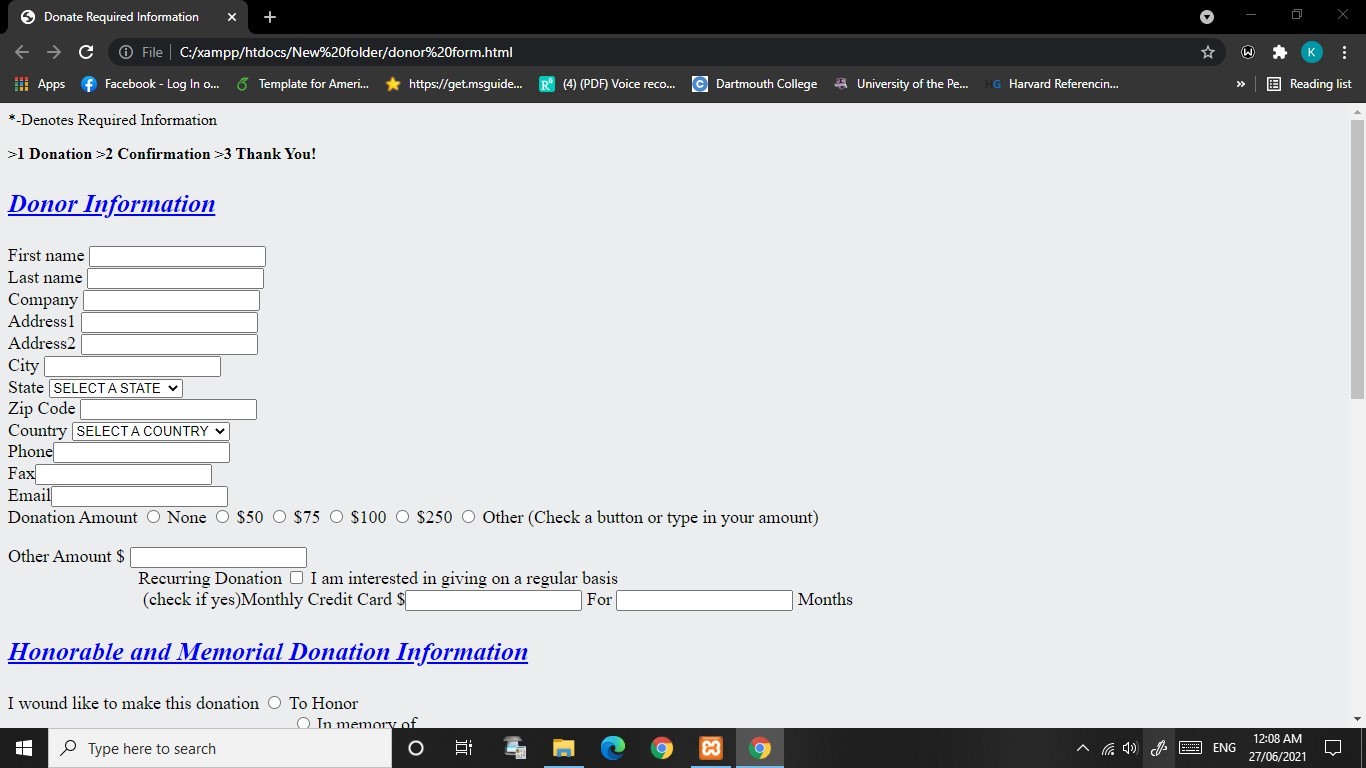 Donate Required Information
File | C:/xampp/htdocs/New%20folder/donor%20form.html
K
Apps Facebook - Log In o... Template for Ameri... https://get.msguide... (4) (PDF) Voice reco... Dartmouth College University of the Pe... HG Harvard Referencin... » Reading list
*-Denotes Required Information
>1 Donation >2 Confirmation >3 Thank You!
Donor Information
First name
Last name
Company
Address1
Address2
City
State SELECT A STATE
Zip Code
Country SELECT A COUNTRY
Phone
Fax
Email
Donation Amount None $50 $75 $100 $250 Other (Check a button or type in your amount)
Other Amount $
Recurring Donation I am interested in giving on a regular basis
(check if yes)Monthly Credit Card $ For Months
Honorable and Memorial Donation Information
I wound like to make this donation To Honor
In memory of
Type here to search
ENG
12:08 AM
27/06/2021